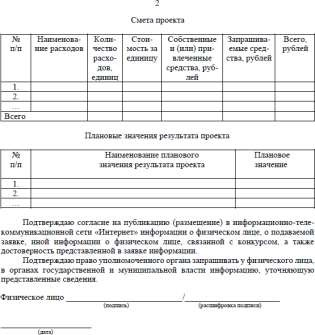 2
Смета проекта
№ п/п
Наименова-
ние расходов
Коли-
чество
расхо-
дов,
единиц
Стои-
мость за
единицу
Собственные
и (или) при-
влеченные
средства, руб-
лей
Запрашива-
емые сред-
ства, рублей
Всего,
рублей
1.
2.
...
Всего
Плановые значения результата проекта
№ п/п
Наименование планового
значения результата проекта
Плановое
значение
1.
2.
...
Подтверждаю согласие на публикацию (размещение) в информационно-теле-
коммуникационной сети «Интернет» информации о физическом лице, о подаваемой
заявке, иной информации о физическом лице, связанной с конкурсом, а также
достоверность представленной в заявке информации.
Подтверждаю право уполномоченного органа запрашивать у физического лица,
в органах государственной и муниципальной власти информацию, уточняющую
представленные сведения.
Физическое лицо ____________________/____________________
(подпись) (расшифровка подписи)
____________________
(дата)